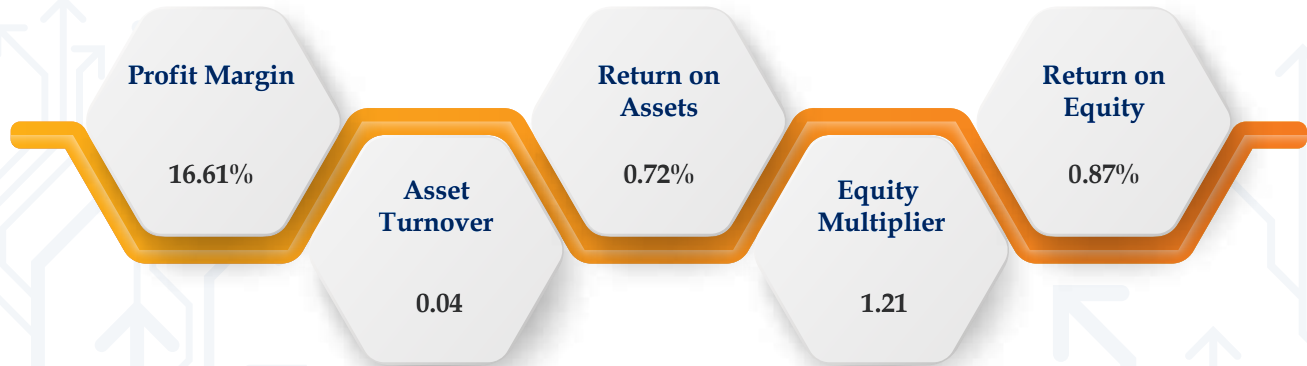 Profit Margin
16.61%
Asset
Turnover
0.04
Return on
Assets
0.72%
Equity
Multiplier
1.21
Return on
Equity
0.87%